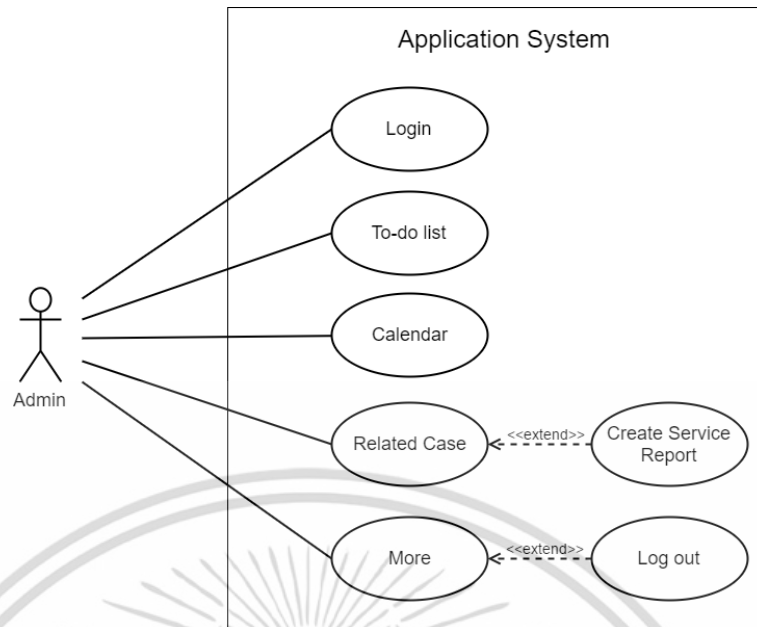 Application System
Login
To-do list
Calendar
Admin
Related Case
<<extend>>
Create Service
Report
More
<<extend>>
Log out